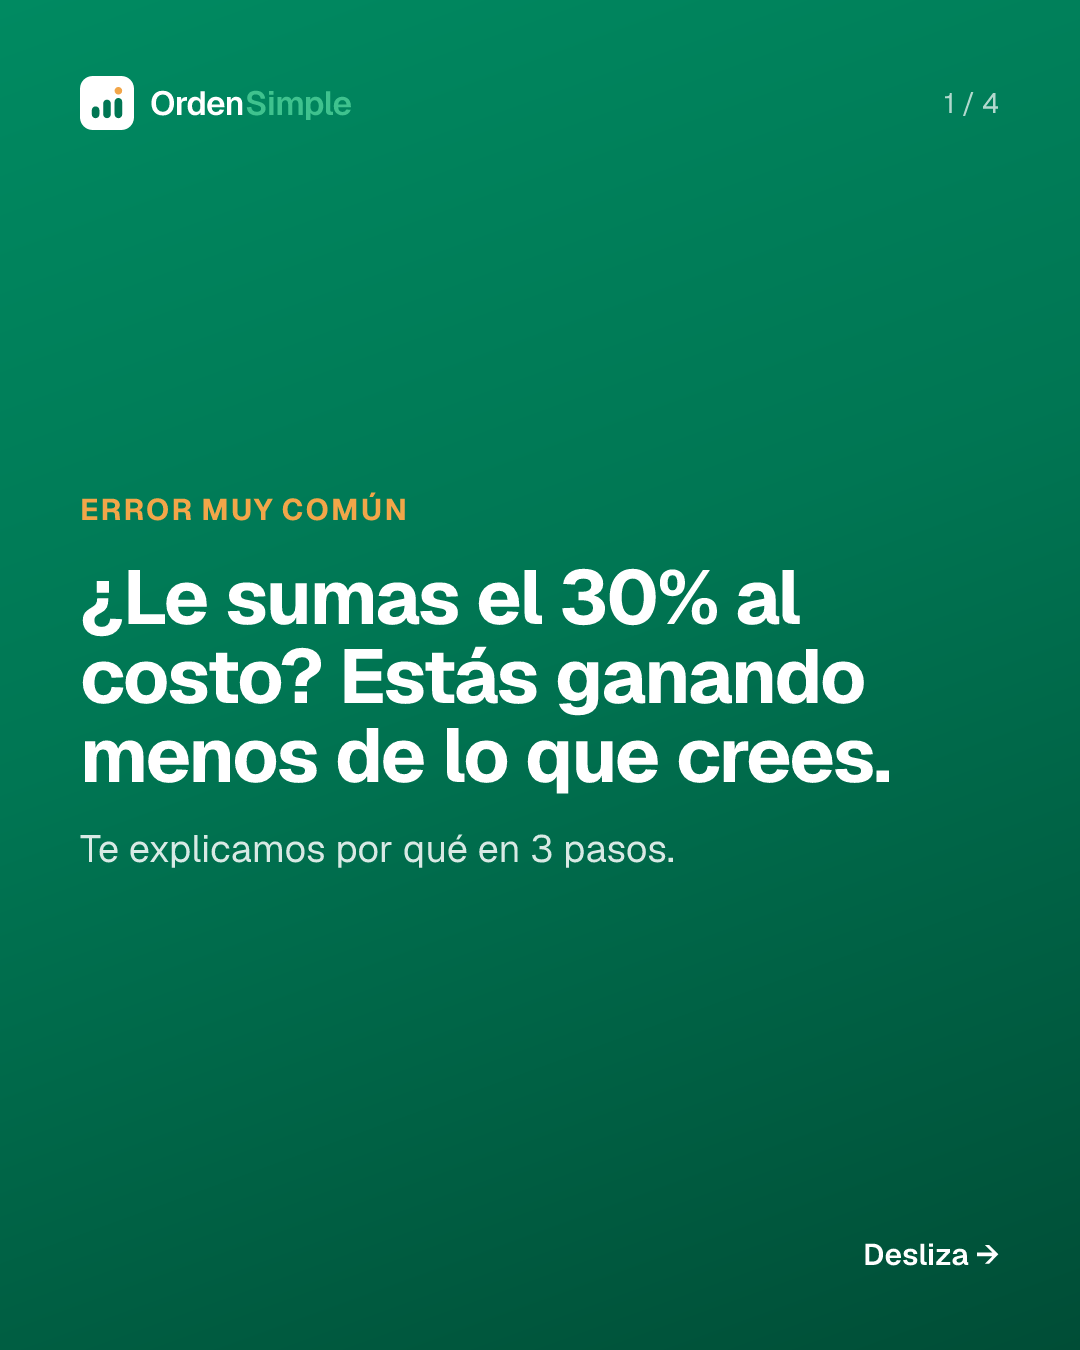 OrdenSimple
1 / 4
ERROR MUY COMÚN
¿Le sumas el 30% al
costo? Estás ganando
menos de lo que crees.
Te explicamos por qué en 3 pasos.
Desliza →